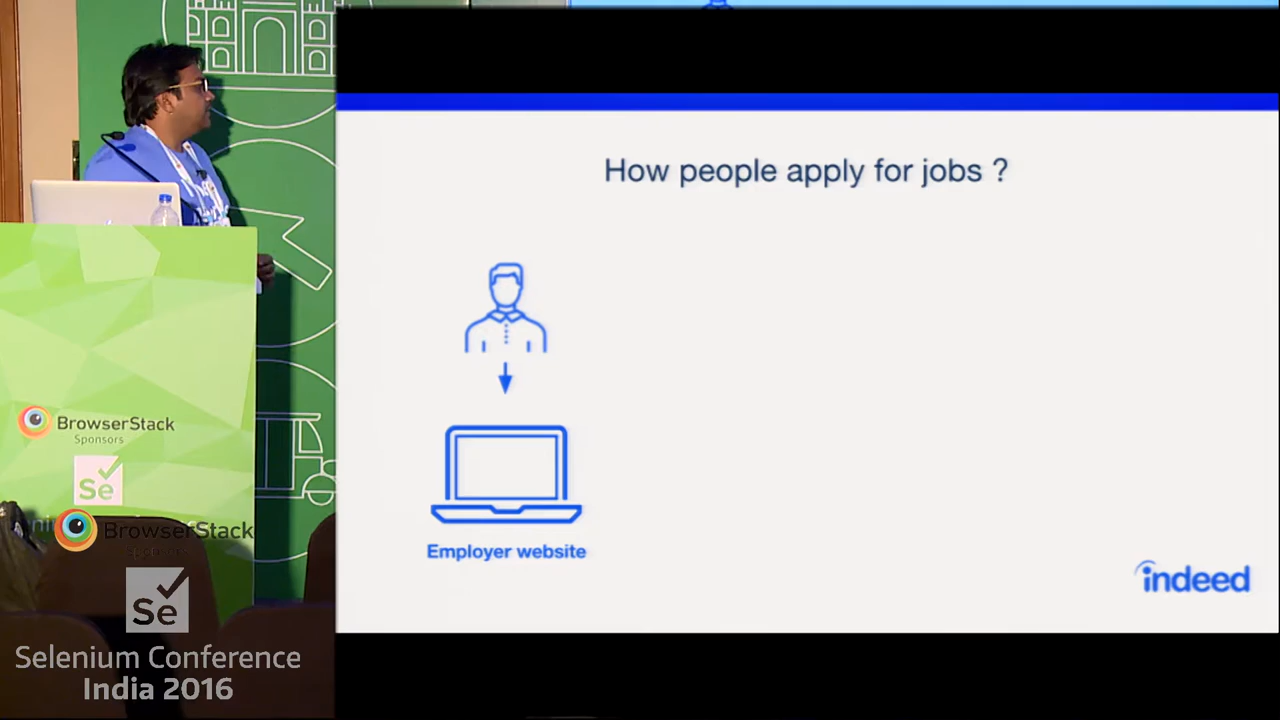 How people apply for jobs ?
Employer website
indeed
BrowserStack
Sponsors
Se
BrowserStack
Se
Selenium Conference
India 2016